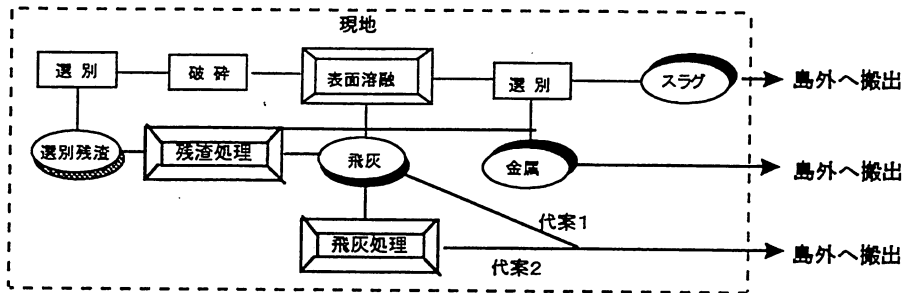 現地
選別
破砕
表面溶融
選別
スラグ
島外へ搬出
選別残渣
残渣処理
飛灰
金属
島外へ搬出
代案1
飛灰処理
代案2
島外へ搬出